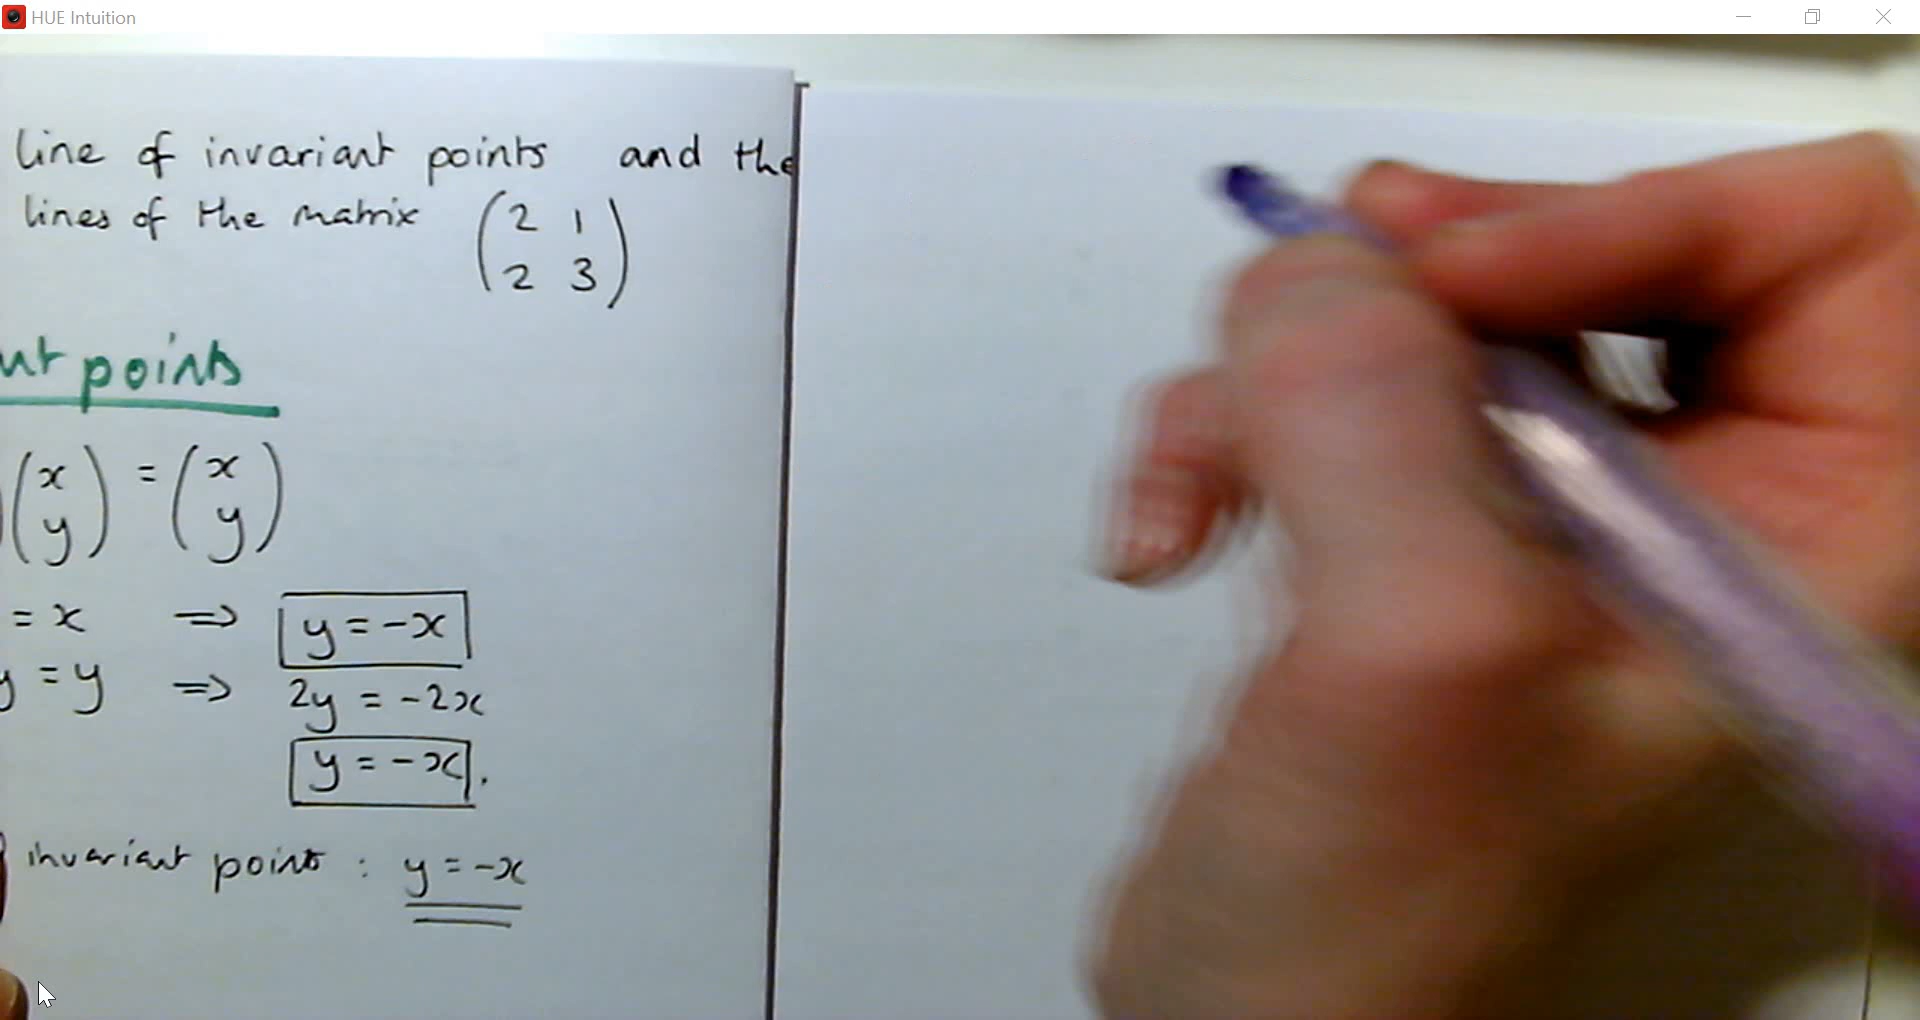 HUE Intuition
line of invariant points and the
lines of the matrix (2 1
2 3)
points
(x
y) = (x
y)
= x ⇒ y = -x
y = y ⇒ 2y = -2x
y = -x.
invariant points : y = -x